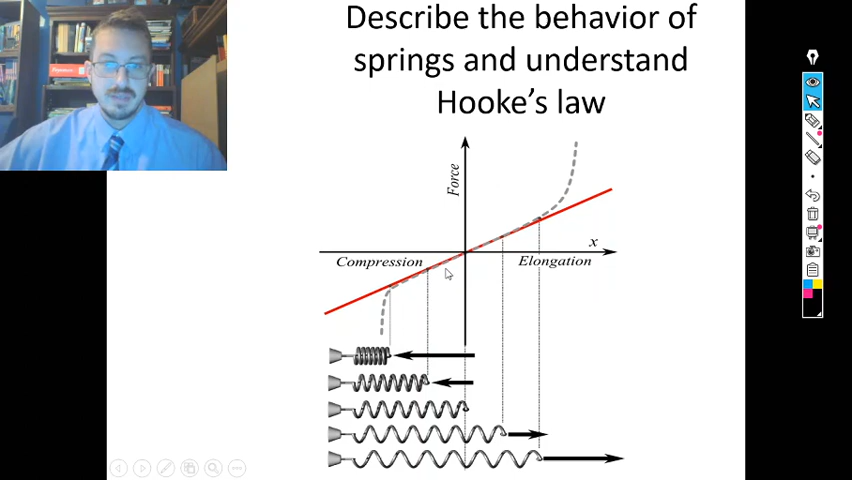 Describe the behavior of
springs and understand
Hooke's law
Force
x
Compression
Elongation